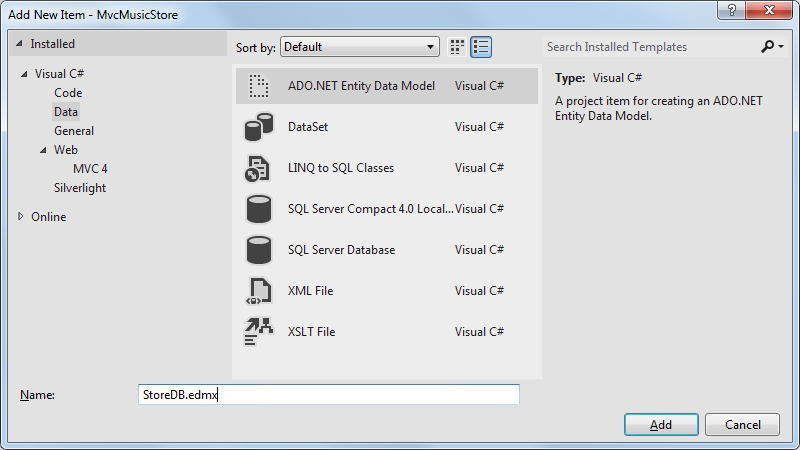 Add New Item - MvcMusicStore
Installed
Visual C#
Code
Data
General
Web
MVC 4
Silverlight
Online
Sort by: Default
ADO.NET Entity Data Model Visual C#
DataSet Visual C#
LINQ to SQL Classes Visual C#
SQL Server Compact 4.0 Local... Visual C#
SQL Server Database Visual C#
XML File Visual C#
XSLT File Visual C#
Search Installed Templates
Type: Visual C#
A project item for creating an ADO.NET
Entity Data Model.
Name: StoreDB.edmx
Add Cancel